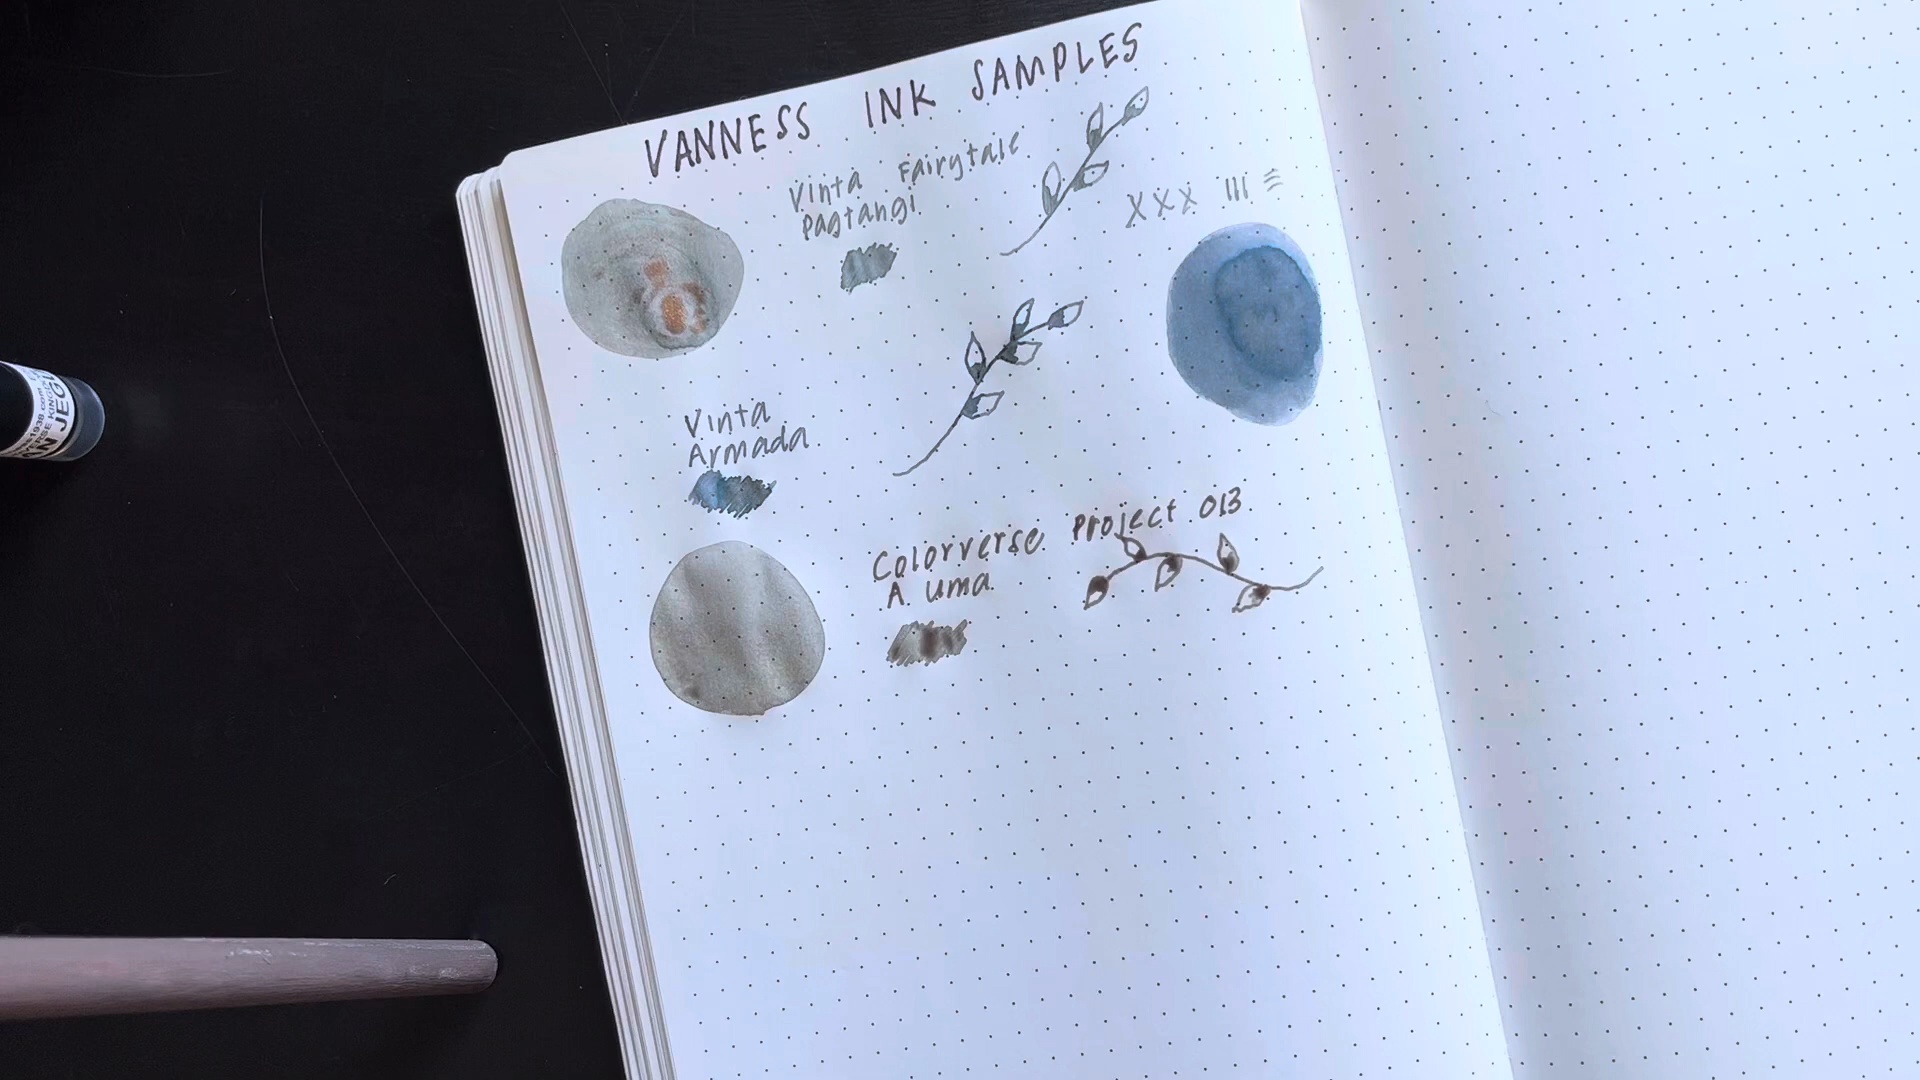 VANNESS INK SAMPLES
Vinta Fairytale
Pagtangi
XXX III
Vinta
Armada
Colorverse Project 013
A uma